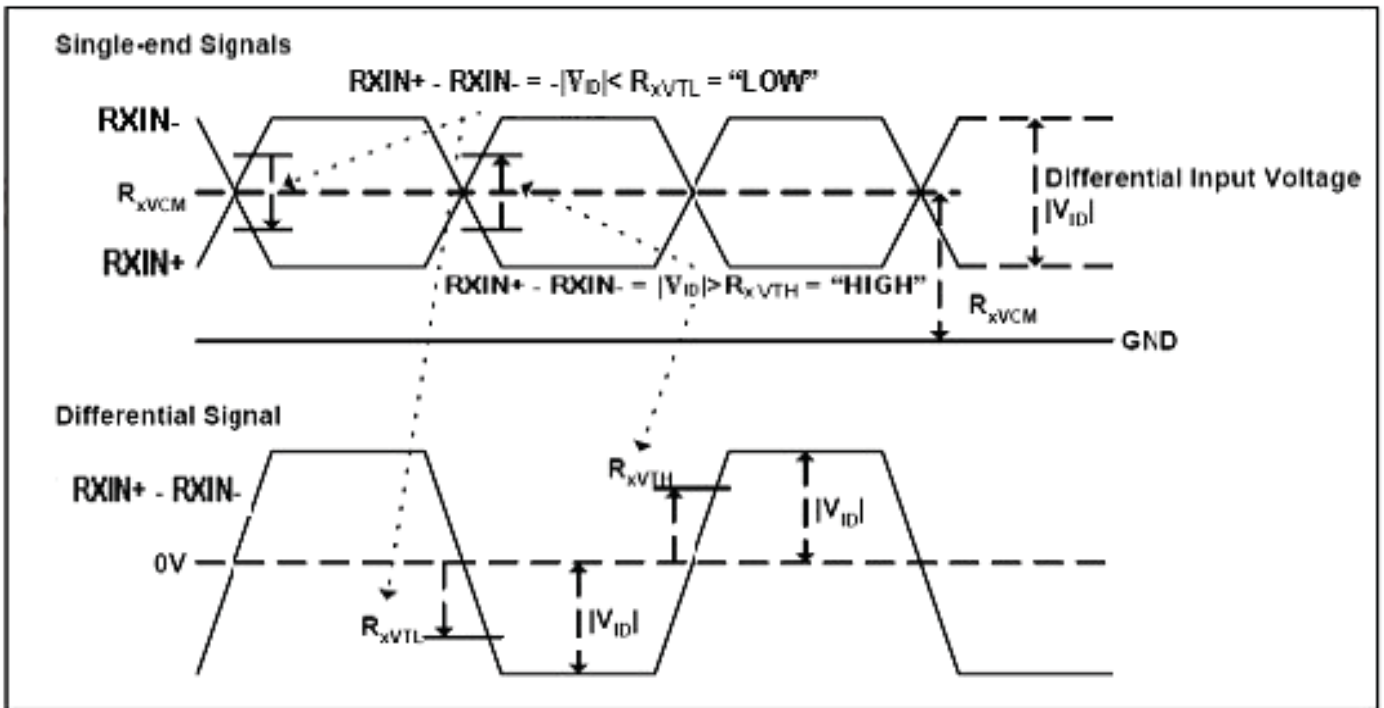 Single-end Signals
RXIN+ - RXIN- = -|VID|< RxVTL = “LOW”
RXIN-
RxVCM
Differential Input Voltage
|VID|
RXIN+
RXIN+ - RXIN- = |VID|> RxVTH = “HIGH”
RxVCM
GND
Differential Signal
RxVTH
RXIN+ - RXIN-
|VID|
0V
RxVTL
|VID|